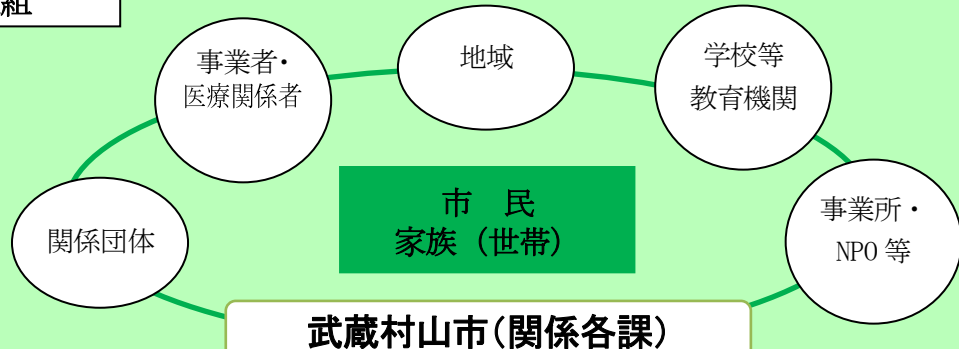 組
事業者・
医療関係者
地域
学校等
教育機関
関係団体
市　民
家族（世帯）
事業所・
NPO 等
武蔵村山市（関係各課）